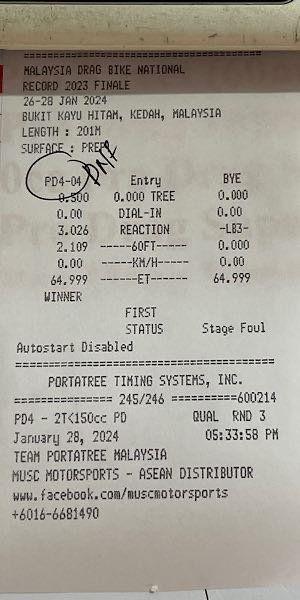 ==============================
MALAYSIA DRAG BIKE NATIONAL
RECORD 2023 FINALE
26-28 JAN 2024
BUKIT KAYU HITAM, KEDAH, MALAYSIA
LENGTH : 201M
SURFACE : PREP
DNF
PD4-04 Entry BYE
0.500 0.000 TREE 0.000
0.00 DIAL-IN 0.00
3.026 REACTION -LB3-
2.109 ------60FT------ 0.000
0.00 ------KM/H------ 0.00
64.999 -------ET------- 64.999
WINNER
FIRST
STATUS Stage Foul
Autostart Disabled
========================================
PORTATREE TIMING SYSTEMS, INC.
=============== 245/246 ==========600214
PD4 - 2T<150cc PD QUAL RND 3
January 28, 2024 05:33:58 PM
TEAM PORTATREE MALAYSIA
MUSC MOTORSPORTS - ASEAN DISTRIBUTOR
www.facebook.com/muscmotorsports
+6016-6681490